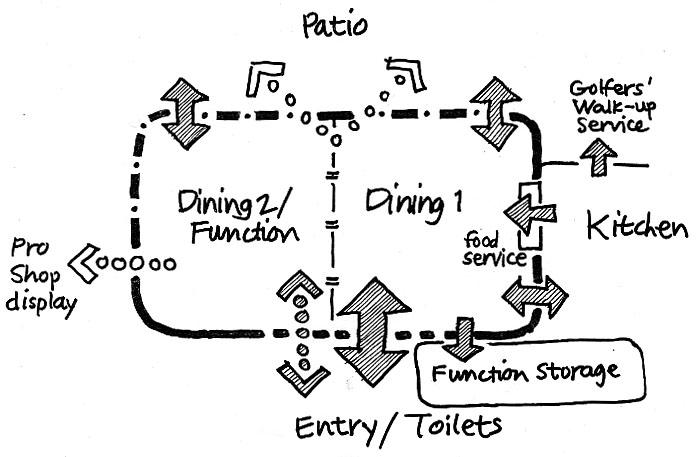 Patio
Golfers'
Walk-up
Service
Dining 2/
Function
Dining 1
Kitchen
food
service
Pro
Shop
display
Function Storage
Entry/Toilets